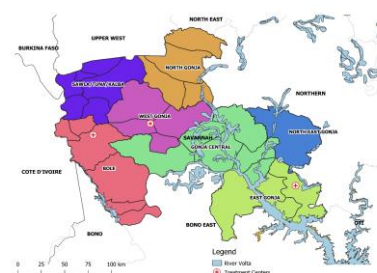 NORTH EAST
UPPER WEST
BURKINA FASO
NORTH GONJA
SAWLA/TUNA/KALBA
NORTHERN
WEST GONJA
NORTH EAST GONJA
SAVANNAH
GONJA CENTRAL
COTE D'IVOIRE
BOLE
EAST GONJA
BONO EAST
OTI
BONO
Legend
River Volta
Treatment Centers
0 25 50 75 100 km